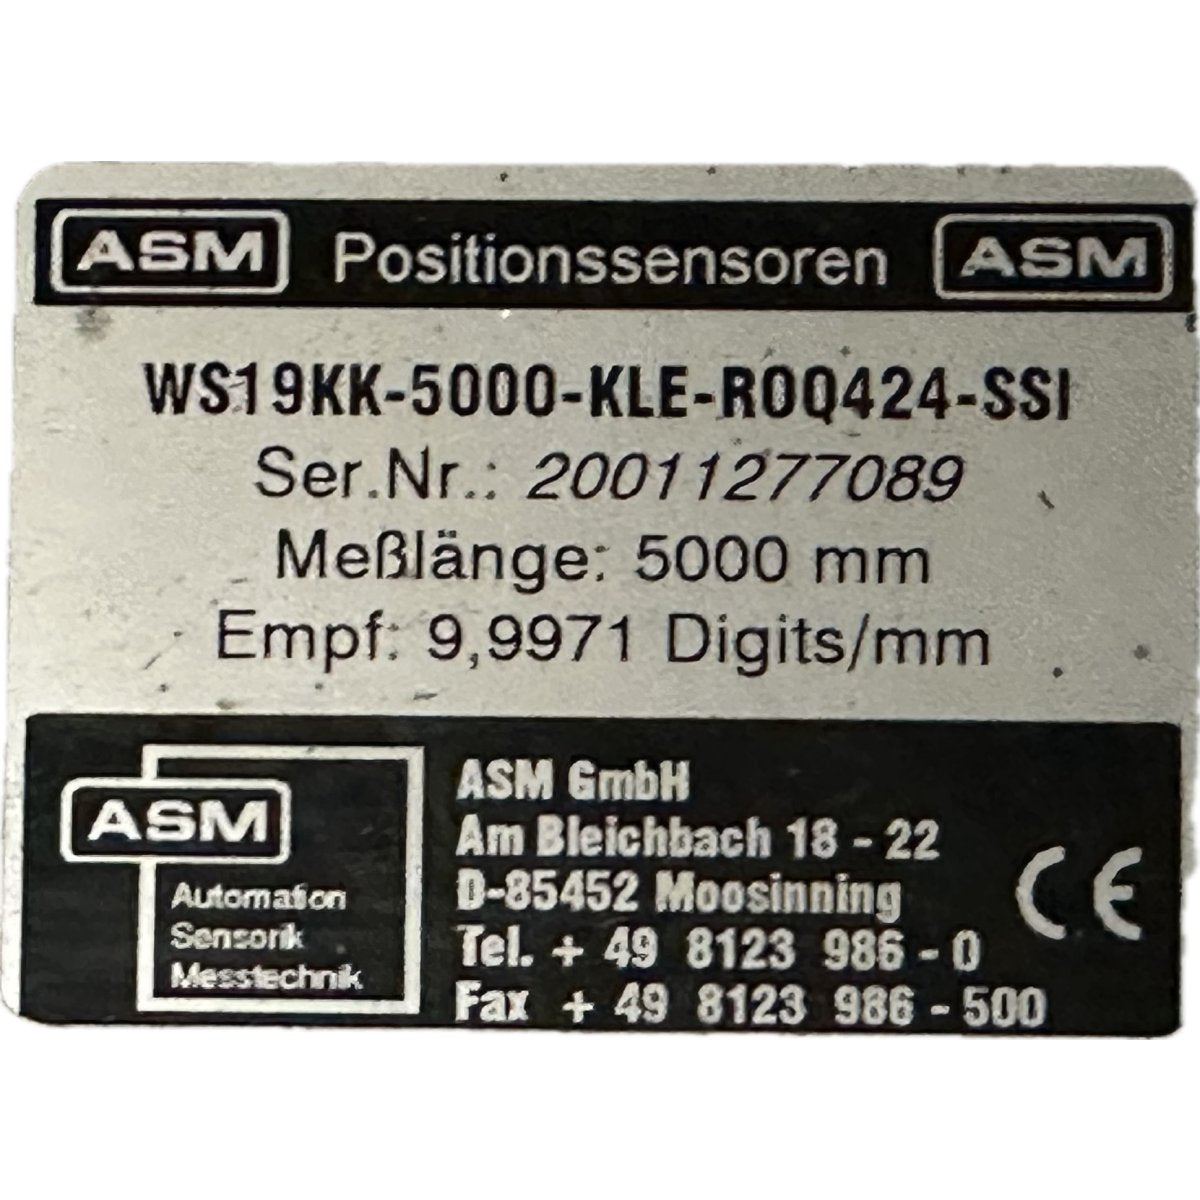 ASM Positionssensoren ASM
WS19KK-5000-KLE-ROQ424-SSI
Ser.Nr.: 20011277089
Meßlänge: 5000 mm
Empf: 9,9971 Digits/mm
ASM
Automation
Sensorik
Messtechnik
ASM GmbH
Am Bleichbach 18 - 22
D-85452 Moosinning
Tel. + 49 8123 986 - 0
Fax + 49 8123 986 - 500
CE